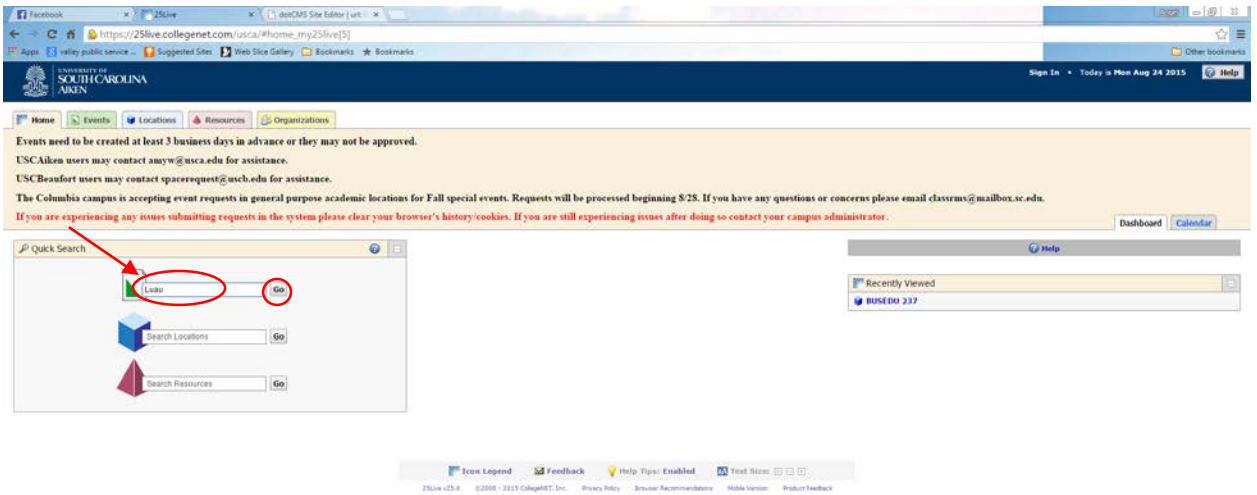 Facebook 25Live dotCMS Site Editor [ url:
https://25live.collegenet.com/usca/#home_my25live[5]
Apps valley public service ... Suggested Sites Web Slice Gallery Bookmarks Bookmarks Other bookmarks
UNIVERSITY OF
SOUTH CAROLINA
AIKEN
Sign In • Today is Mon Aug 24 2015 Help
Home Events Locations Resources Organizations
Events need to be created at least 3 business days in advance or they may not be approved.
USCAiken users may contact amyw@usca.edu for assistance.
USCBeaufort users may contact spacerequest@uscb.edu for assistance.
The Columbia campus is accepting event requests in general purpose academic locations for Fall special events. Requests will be processed beginning 8/28. If you have any questions or concerns please email classrms@mailbox.sc.edu.
If you are experiencing any issues submitting requests in the system please clear your browser's history/cookies. If you are still experiencing issues after doing so contact your campus administrator.
Dashboard Calendar
Quick Search
Luau Go
Search Locations Go
Search Resources Go
Help
Recently Viewed
BUSEDU 237
Icon Legend Feedback Help Tips: Enabled Text Size:
©2008 - 2015 CollegeNET, Inc. Privacy Policy Browser Recommendations Mobile Version Product Feedback